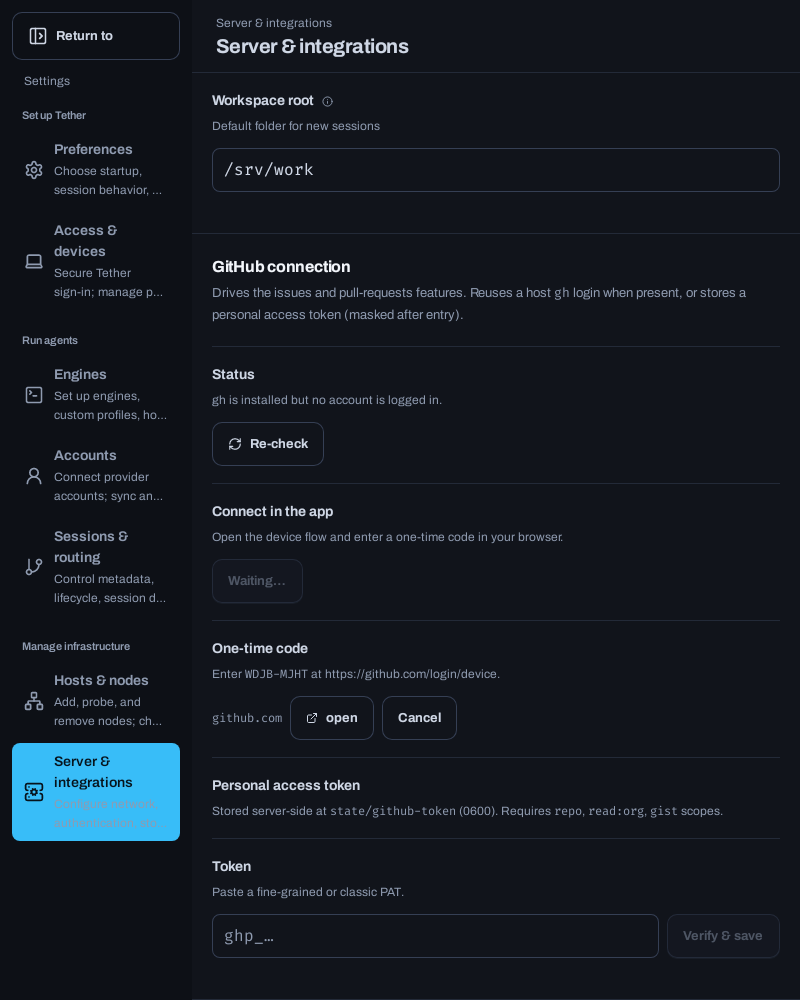 Return to
Settings
Set up Tether
Preferences
Choose startup,
session behavior, ...
Access &
devices
Secure Tether
sign-in; manage p...
Run agents
Engines
Set up engines,
custom profiles, ho...
Accounts
Connect provider
accounts; sync an...
Sessions &
routing
Control metadata,
lifecycle, session d...
Manage infrastructure
Hosts & nodes
Add, probe, and
remove nodes; ch...
Server &
integrations
Server & integrations
Server & integrations
Workspace root
Default folder for new sessions
/srv/work
GitHub connection
Drives the issues and pull-requests features. Reuses a host gh login when present, or stores a
personal access token (masked after entry).
Status
gh is installed but no account is logged in.
Re-check
Connect in the app
Open the device flow and enter a one-time code in your browser.
Waiting...
One-time code
Enter WDJB-MJHT at https://github.com/login/device.
github.com open Cancel
Personal access token
Stored server-side at state/github-token (0600). Requires repo, read:org, gist scopes.
Token
Paste a fine-grained or classic PAT.
ghp_... Verify & save